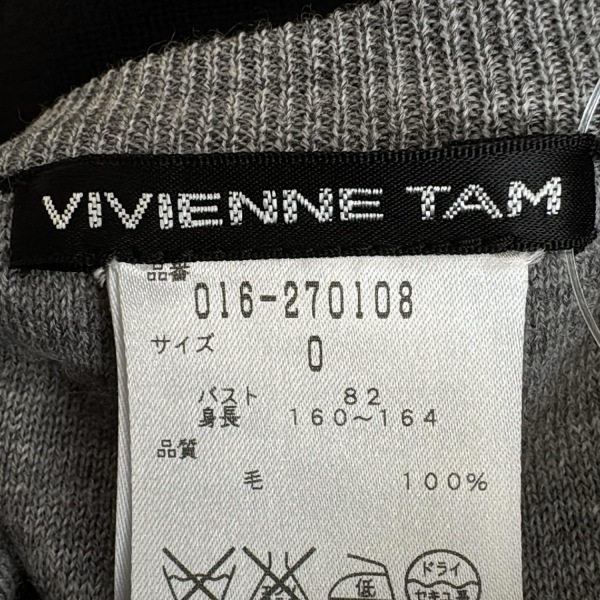 VIVIENNE TAM
品番
016-270108
サイズ 0
バスト 82
身長 160～164
品質
毛 100%
低
ドライ